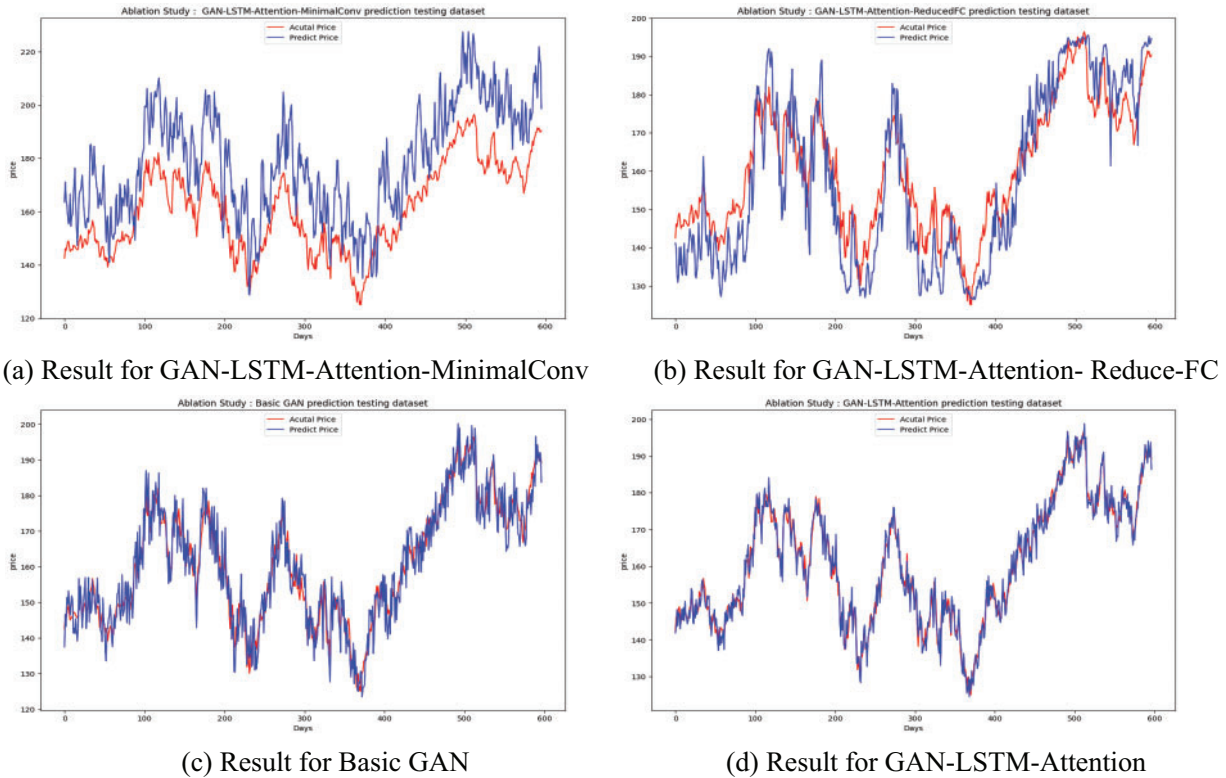 Ablation Study : GAN-LSTM-Attention-MinimalConv prediction testing dataset
Acutal Price
Predict Price
220
200
180
160
140
120
price
0 100 200 300 400 500 600
Days
(a) Result for GAN-LSTM-Attention-MinimalConv
Ablation Study : GAN-LSTM-Attention-ReducedFC prediction testing dataset
Acutal Price
Predict Price
190
180
170
160
150
140
130
price
0 100 200 300 400 500 600
Days
(b) Result for GAN-LSTM-Attention- Reduce-FC
Ablation Study : Basic GAN prediction testing dataset
Acutal Price
Predict Price
200
190
180
170
160
150
140
130
120
price
0 100 200 300 400 500 600
Days
(c) Result for Basic GAN
Ablation Study : GAN-LSTM-Attention prediction testing dataset
Acutal Price
Predict Price
200
190
180
170
160
150
140
130
price
0 100 200 300 400 500 600
Days
(d) Result for GAN-LSTM-Attention